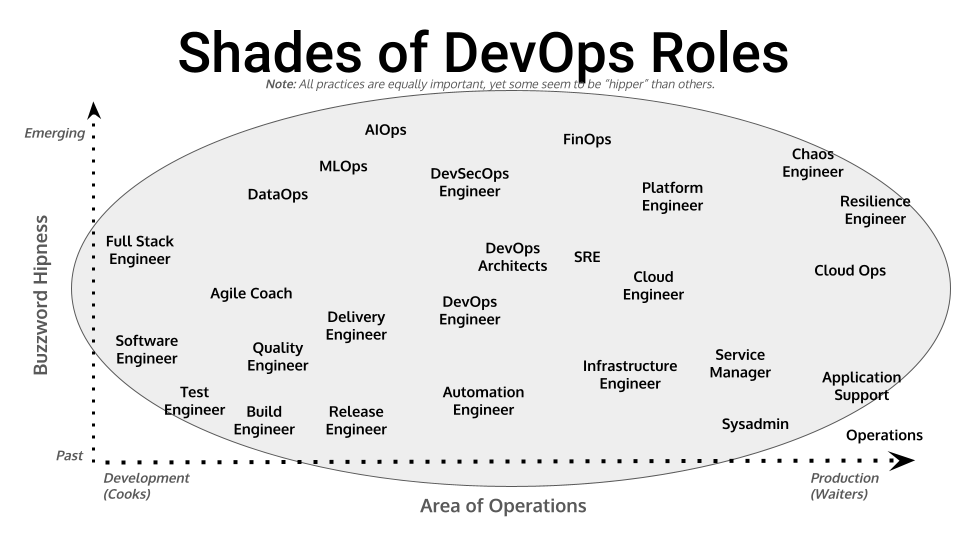 Shades of DevOps Roles
Note: All practices are equally important, yet some seem to be "hipper" than others.
Emerging
AIOps
FinOps
MLOps
Chaos
Engineer
DataOps
DevSecOps
Engineer
Platform
Engineer
Resilience
Engineer
Full Stack
Engineer
DevOps
Architects
SRE
Cloud Ops
Cloud
Engineer
Agile Coach
DevOps
Engineer
Delivery
Engineer
Buzzword Hipness
Software
Engineer
Quality
Engineer
Infrastructure
Engineer
Service
Manager
Application
Support
Test
Engineer
Automation
Engineer
Build
Engineer
Release
Engineer
Sysadmin
Operations
Past
Development
(Cooks)
Production
(Waiters)
Area of Operations